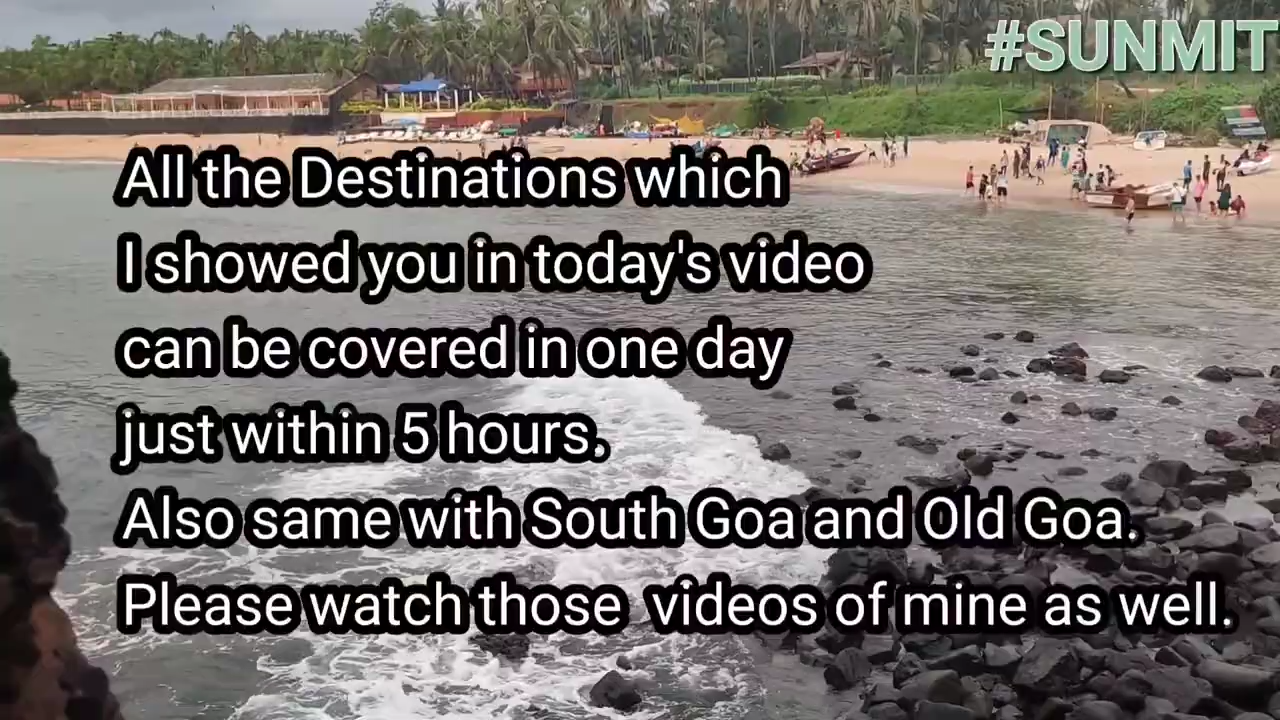 #SUNMIT
All the Destinations which
I showed you in today's video
can be covered in one day
just within 5 hours.
Also same with South Goa and Old Goa.
Please watch those videos of mine as well.